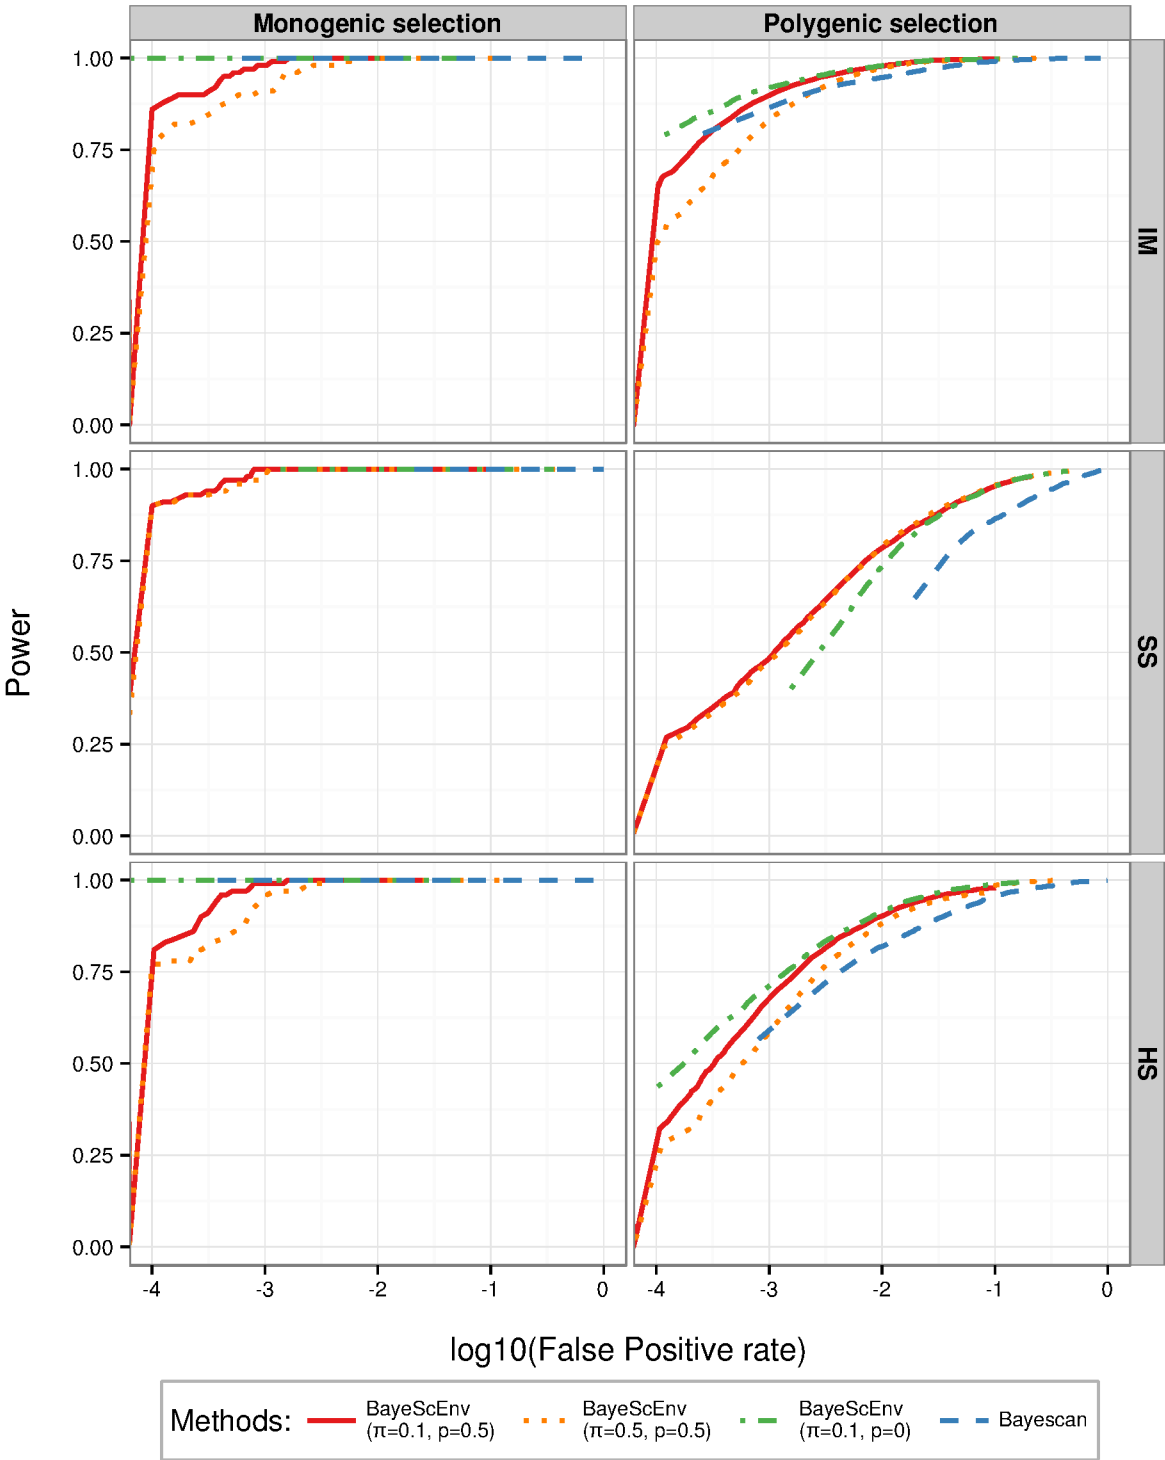 Monogenic selection
Polygenic selection
1.00
0.75
0.50
0.25
0.00
IM
1.00
0.75
0.50
0.25
0.00
SS
Power
1.00
0.75
0.50
0.25
0.00
HS
-4 -3 -2 -1 0
-4 -3 -2 -1 0
log10(False Positive rate)
Methods:
BayeScEnv
(π=0.1, p=0.5)
BayeScEnv
(π=0.5, p=0.5)
BayeScEnv
(π=0.1, p=0)
Bayescan